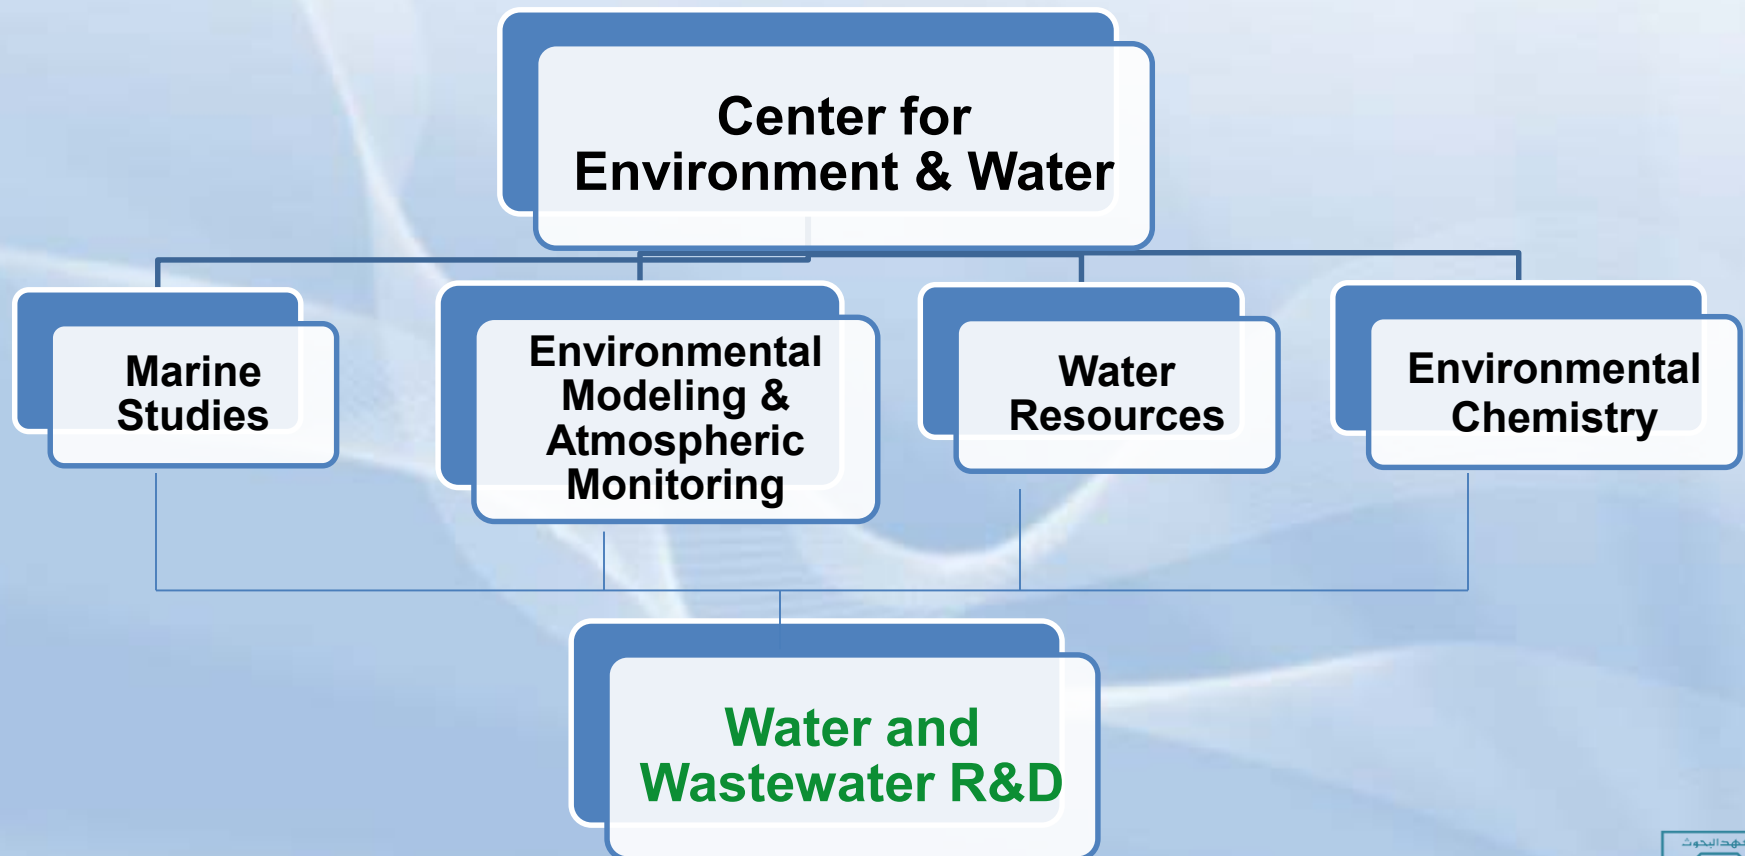 Center for
Environment & Water
Marine
Studies
Environmental
Modeling &
Atmospheric
Monitoring
Water
Resources
Environmental
Chemistry
Water and
Wastewater R&D